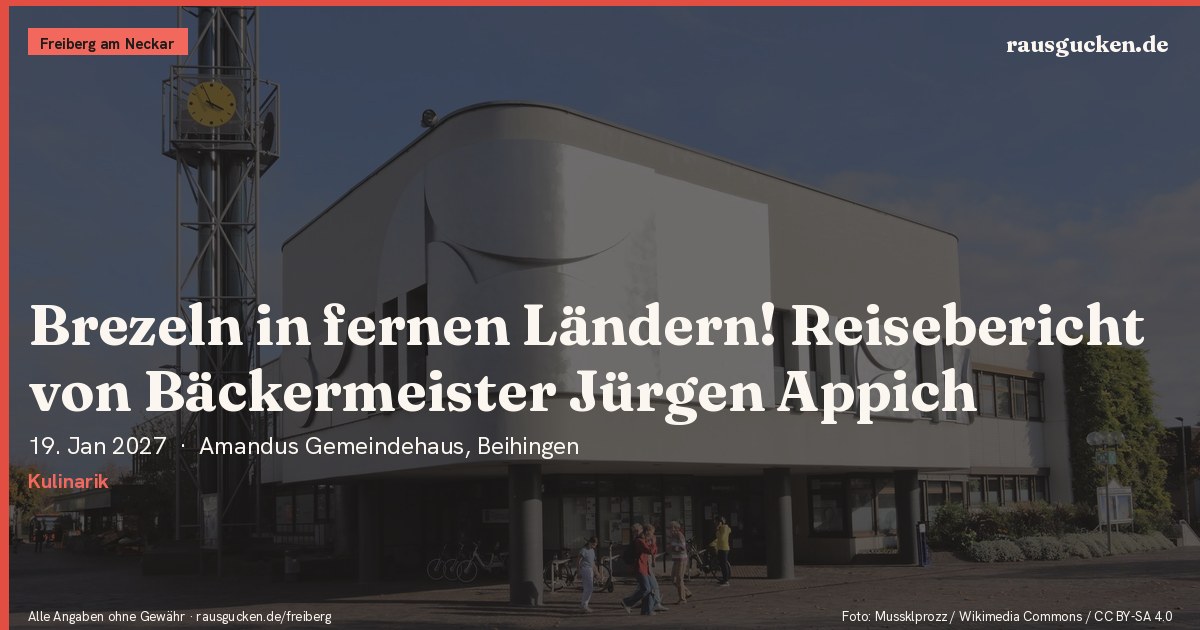 Freiberg am Neckar
rausgucken.de
Brezeln in fernen Ländern! Reisebericht
von Bäckermeister Jürgen Appich
19. Jan 2027 · Amandus Gemeindehaus, Beihingen
Kulinarik
Alle Angaben ohne Gewähr · rausgucken.de/freiberg
Foto: Mussklprozz / Wikimedia Commons / CC BY-SA 4.0